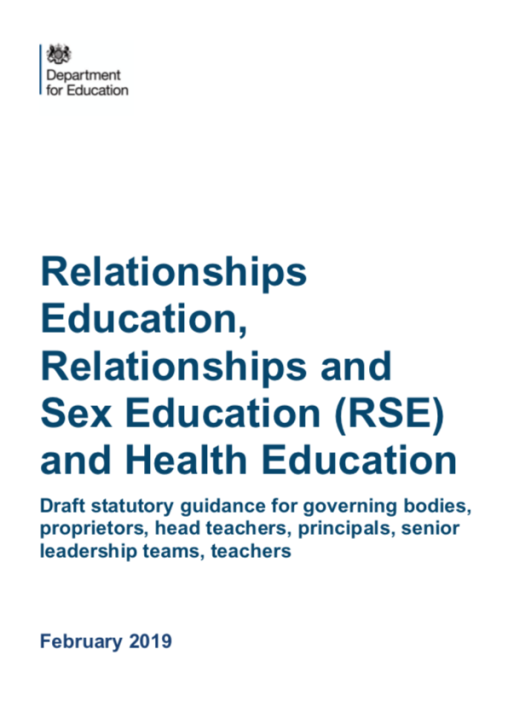 Department
for Education
Relationships
Education,
Relationships and
Sex Education (RSE)
and Health Education
Draft statutory guidance for governing bodies,
proprietors, head teachers, principals, senior
leadership teams, teachers
February 2019